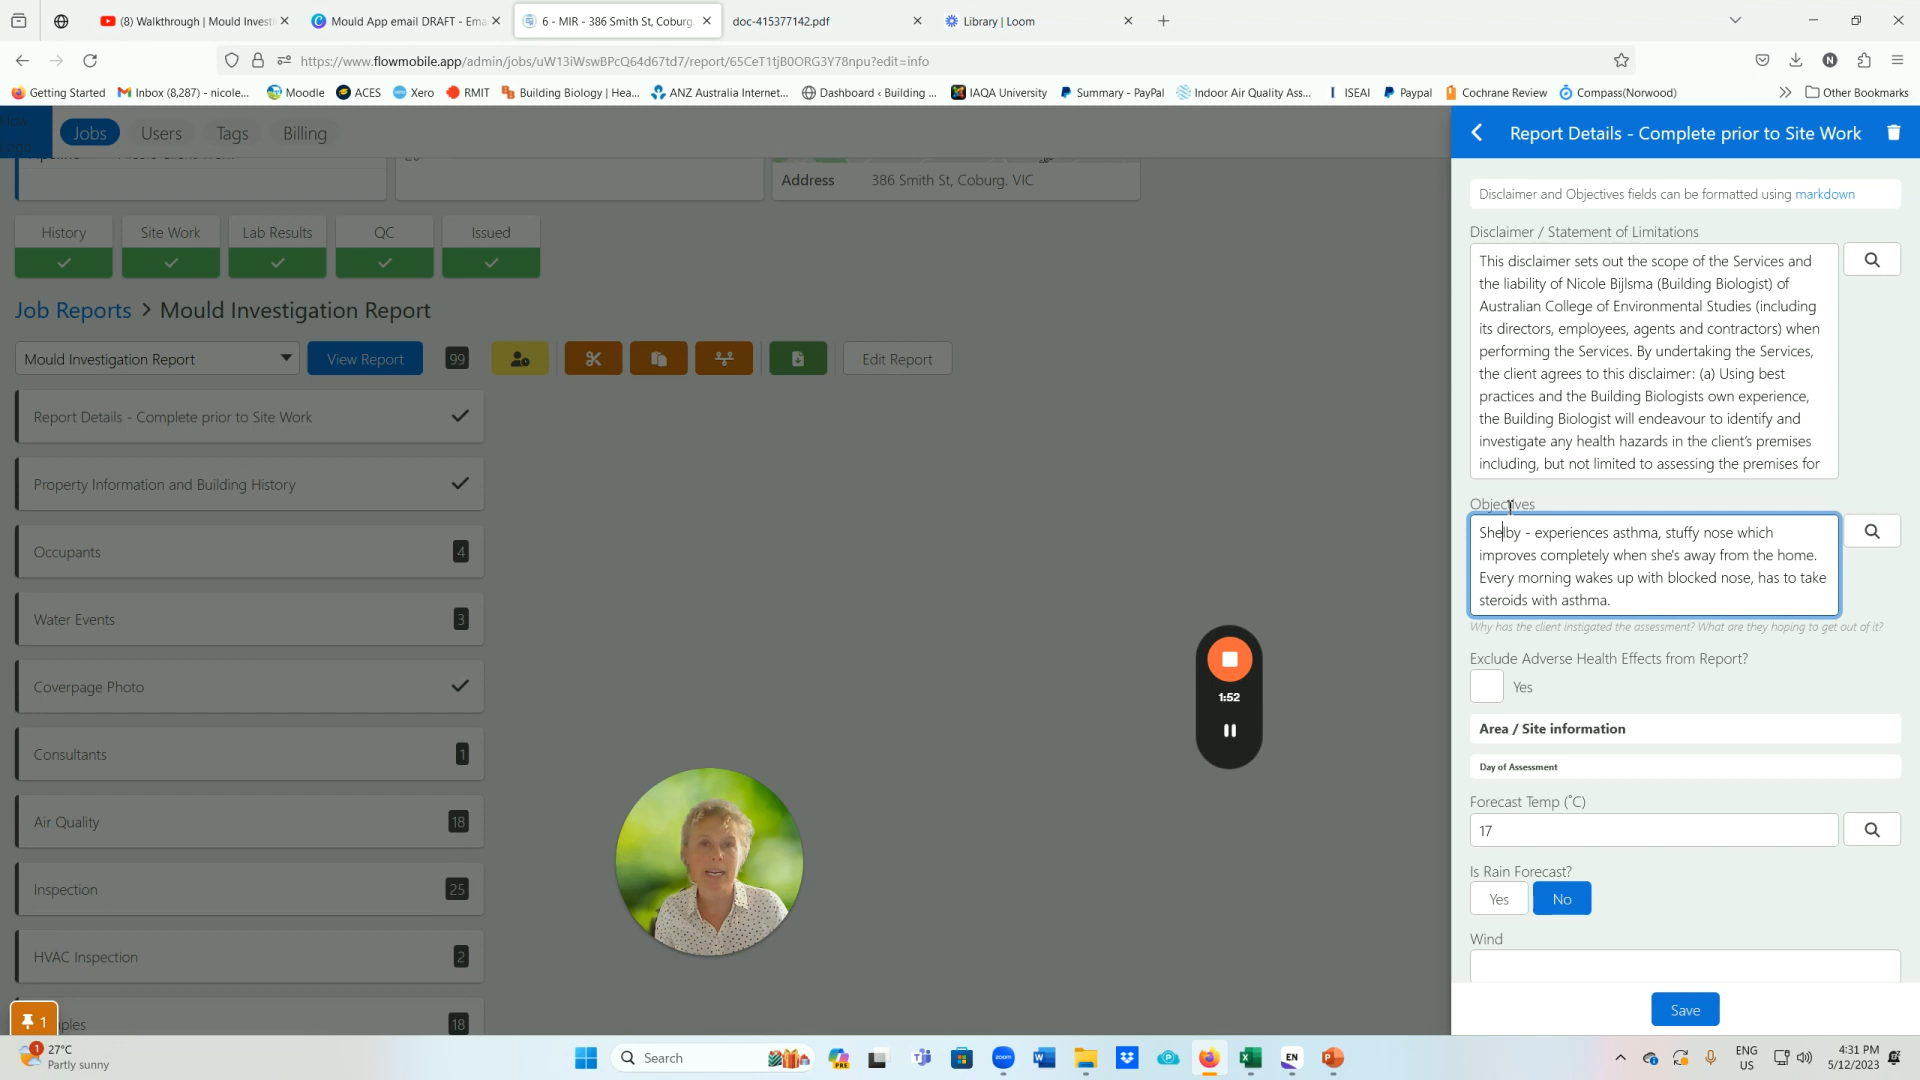 (8) Walkthrough | Mould Investi
Mould App email DRAFT - Ema
6 - MIR - 386 Smith St, Coburg.
doc-415377142.pdf
Library | Loom
https://www.flowmobile.app/admin/jobs/uW13iWswBPcQ64d67td7/report/65CeT1tjB0ORG3Y78npu?edit=info
Getting Started
Inbox (8,287) - nicole...
Moodle
ACES
Xero
RMIT
Building Biology | Hea...
ANZ Australia Internet...
Dashboard ‹ Building ...
IAQA University
Summary - PayPal
Indoor Air Quality Ass...
ISEAI
Paypal
Cochrane Review
Compass(Norwood)
Other Bookmarks
Jobs
Users
Tags
Billing
Report Details - Complete prior to Site Work
Address
386 Smith St, Coburg. VIC
History
Site Work
Lab Results
QC
Issued
Job Reports > Mould Investigation Report
Mould Investigation Report
View Report
99
Edit Report
Report Details - Complete prior to Site Work
Property Information and Building History
Occupants
4
Water Events
3
Coverpage Photo
Consultants
1
Air Quality
18
Inspection
25
HVAC Inspection
2
ples
18
1
1:52
Disclaimer and Objectives fields can be formatted using markdown
Disclaimer / Statement of Limitations
This disclaimer sets out the scope of the Services and
the liability of Nicole Bijlsma (Building Biologist) of
Australian College of Environmental Studies (including
its directors, employees, agents and contractors) when
performing the Services. By undertaking the Services,
the client agrees to this disclaimer: (a) Using best
practices and the Building Biologists own experience,
the Building Biologist will endeavour to identify and
investigate any health hazards in the client's premises
including, but not limited to assessing the premises for
Objectives
Shelby - experiences asthma, stuffy nose which
improves completely when she's away from the home.
Every morning wakes up with blocked nose, has to take
steroids with asthma.
Why has the client instigated the assessment? What are they hoping to get out of it?
Exclude Adverse Health Effects from Report?
Yes
Area / Site information
Day of Assessment
Forecast Temp (˚C)
17
Is Rain Forecast?
Yes
No
Wind
Save
1
27°C
Partly sunny
Search
PRE
zoom
EN
ENG
US
4:31 PM
5/12/2023